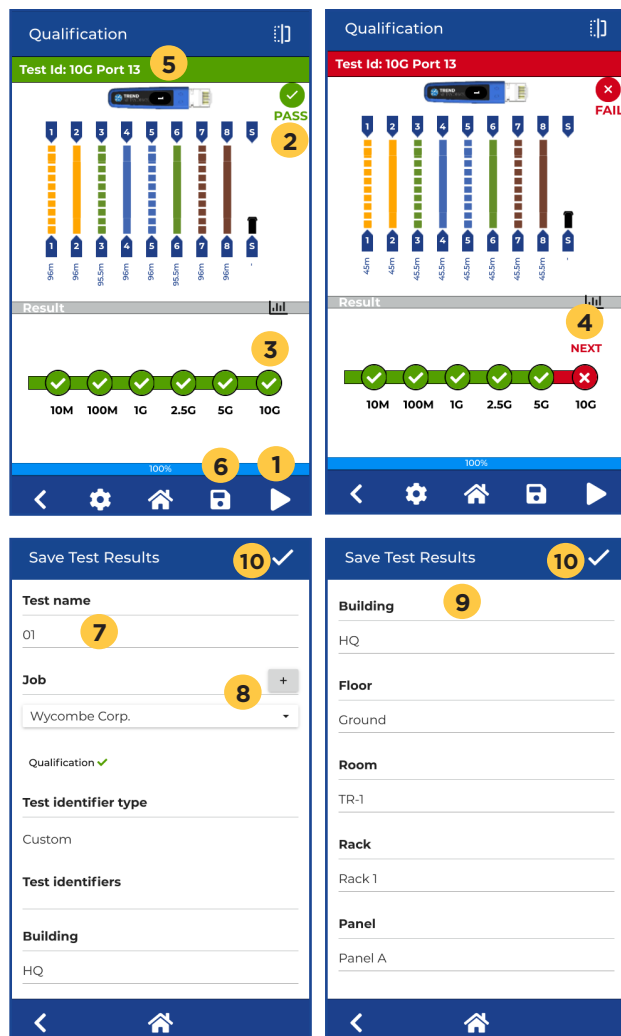 Qualification
Test Id: 10G Port 13
5
TREND
PASS
2
1 2 3 4 5 6 7 8 S
1 2 3 4 5 6 7 8 S
96m 96m 95.5m 96m 96m 95.5m 96m 96m -
Result
3
10M 100M 1G 2.5G 5G 10G
100%
6
1
Qualification
Test Id: 10G Port 13
TREND
FAIL
1 2 3 4 5 6 7 8 S
1 2 3 4 5 6 7 8 S
45m 45m 45.5m 45m 45.5m 45.5m 45.5m 45.5m -
Result
4
NEXT
10M 100M 1G 2.5G 5G 10G
100%
Save Test Results
10
Test name
01
7
Job
+
8
Wycombe Corp.
Qualification
Test identifier type
Custom
Test identifiers
Building
HQ
Save Test Results
10
Building
9
HQ
Floor
Ground
Room
TR-1
Rack
Rack 1
Panel
Panel A